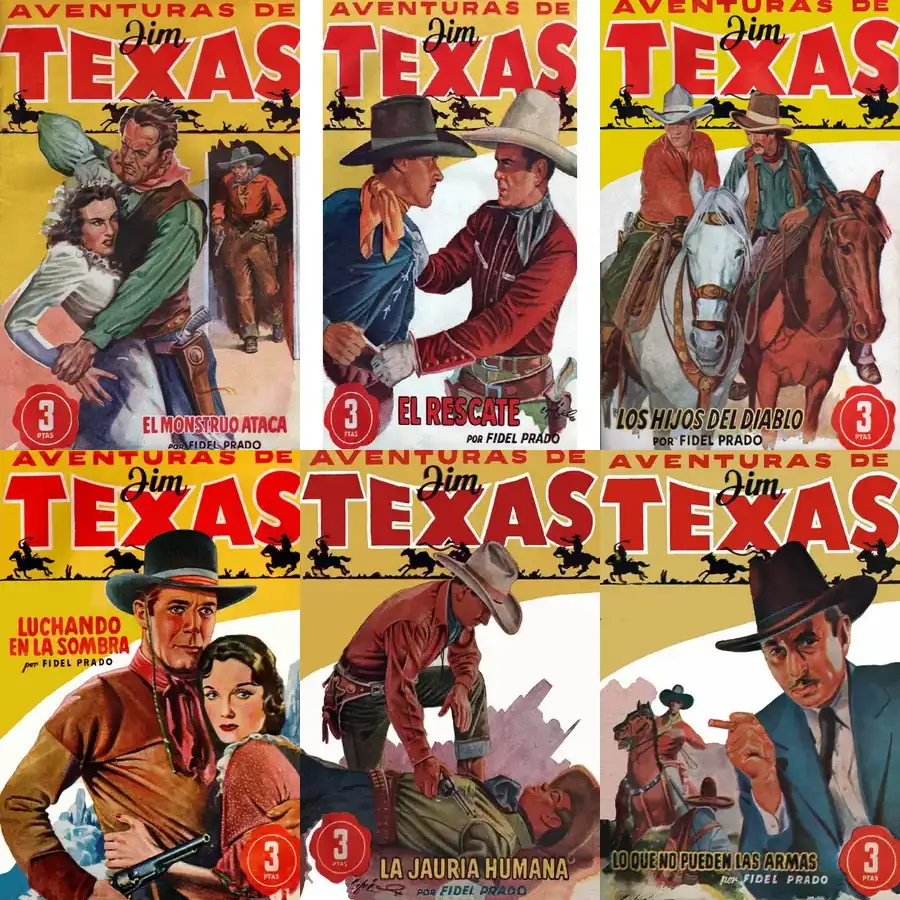 AVENTURAS DE
Jim
TEXAS
3
PTAS
EL MONSTRUO ATACA
POR FIDEL PRADO
AVENTURAS DE
Jim
TEXAS
3
PTAS
EL RESCATE
POR FIDEL PRADO
AVENTURAS DE
Jim
TEXAS
LOS HIJOS DEL DIABLO
POR FIDEL PRADO
3
PTAS
AVENTURAS DE
Jim
TEXAS
LUCHANDO
EN LA SOMBRA
por FIDEL PRADO
3
PTAS
AVENTURAS DE
Jim
TEXAS
3
PTAS
LA JAURIA HUMANA
POR FIDEL PRADO
AVENTURAS DE
Jim
TEXAS
LO QUE NO PUEDEN LAS ARMAS
por FIDEL PRADO
3
PTAS